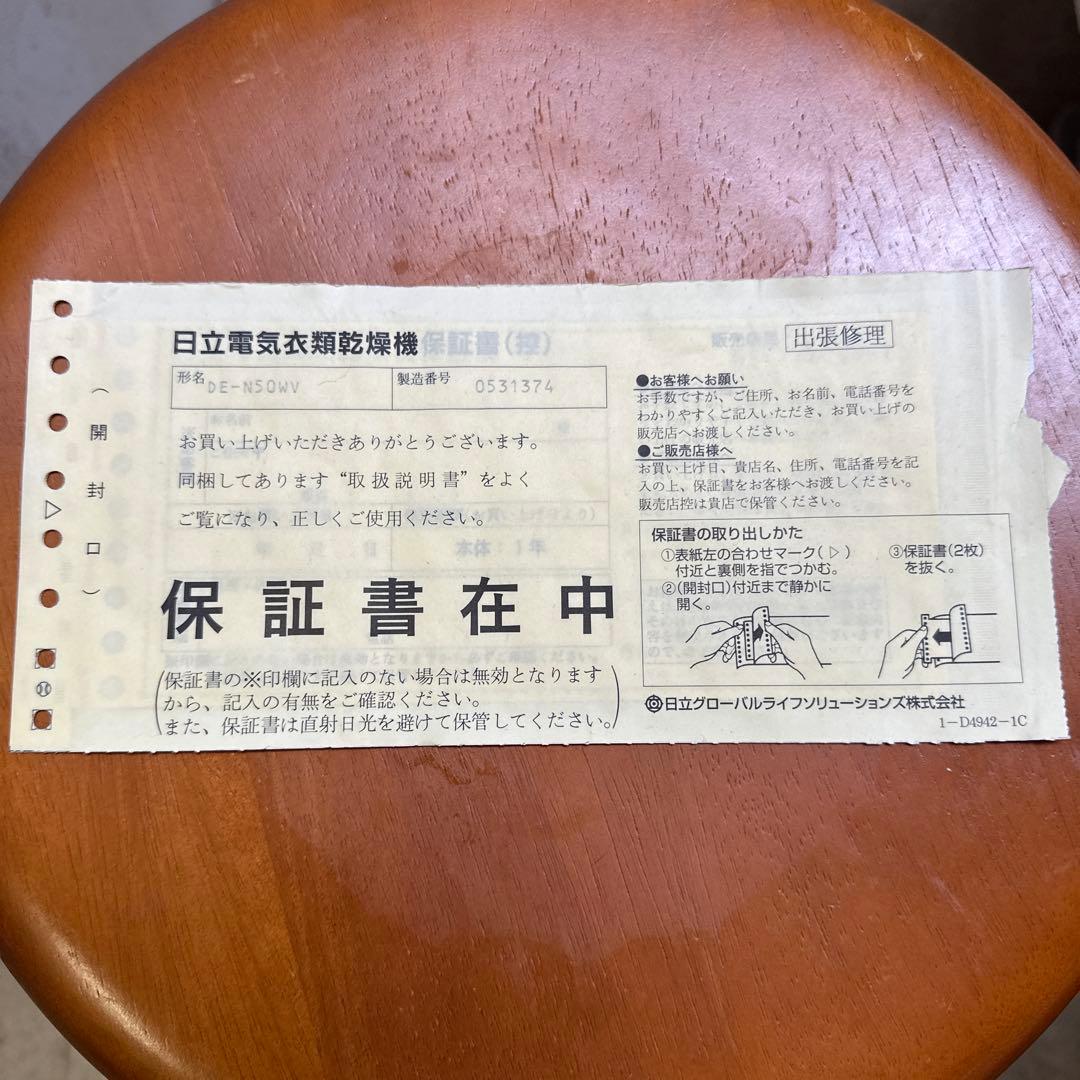 日立電気衣類乾燥機 保証書(控)
出張修理
形名 DE-N50WV 製造番号 0531374
お買い上げいただきありがとうございます。
同梱してあります“取扱説明書”をよく
ご覧になり、正しくご使用ください。
本体:1年
保証書在中
保証書の※印欄に記入のない場合は無効となります
から、記入の有無をご確認ください。
また、保証書は直射日光を避けて保管してください。
(開封口)
●お客様へお願い
お手数ですが、ご住所、お名前、電話番号を
わかりやすくご記入いただき、お買い上げの
販売店へお渡しください。
●ご販売店様へ
お買い上げ日、貴店名、住所、電話番号を記
入の上、保証書をお客様へお渡しください。
販売店控は貴店で保管ください。
保証書の取り出しかた
①表紙左の合わせマーク(▷)
付近と裏側を指でつかむ。
②(開封口)付近まで静かに
開く。
③保証書(2枚)
を抜く。
日立グローバルライフソリューションズ株式会社
1-D4942-1C